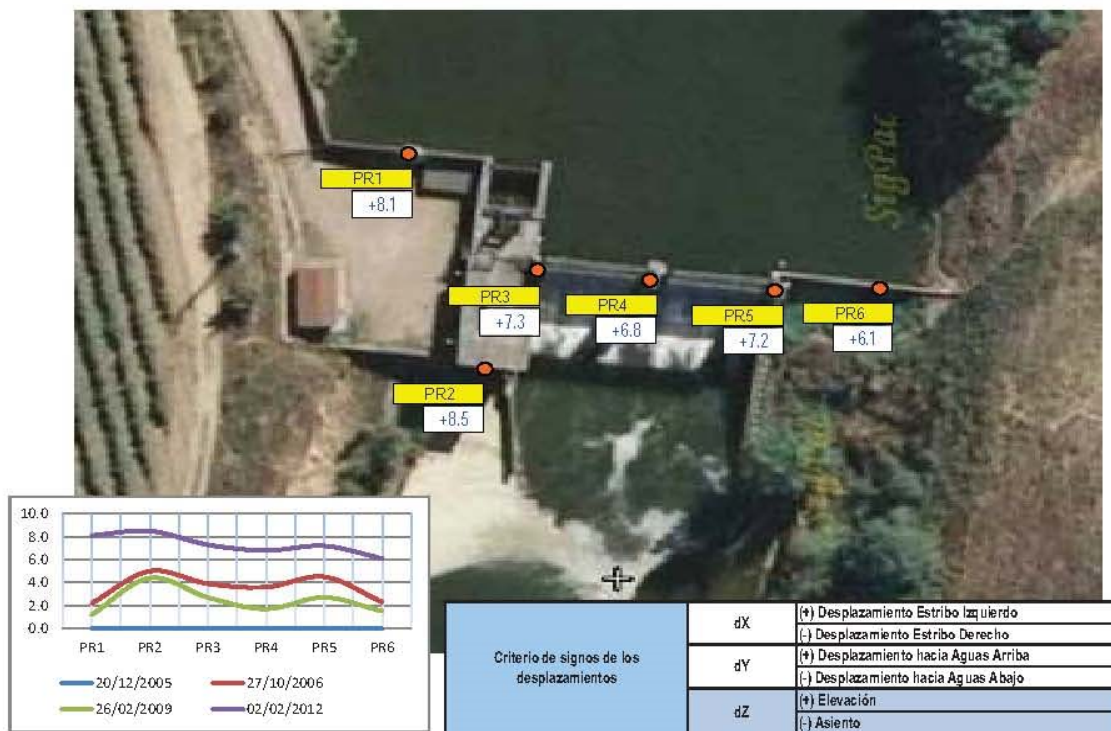 SigPac
PR1
+8.1
PR3
+7.3
PR4
+6.8
PR5
+7.2
PR6
+6.1
PR2
+8.5
10.0
8.0
6.0
4.0
2.0
0.0
PR1 PR2 PR3 PR4 PR5 PR6
20/12/2005 27/10/2006
26/02/2009 02/02/2012
Criterio de signos de los
desplazamientos
dX
(+) Desplazamiento Estribo Izquierdo
(-) Desplazamiento Estribo Derecho
dY
(+) Desplazamiento hacia Aguas Arriba
(-) Desplazamiento hacia Aguas Abajo
dZ
(+) Elevación
(-) Asiento